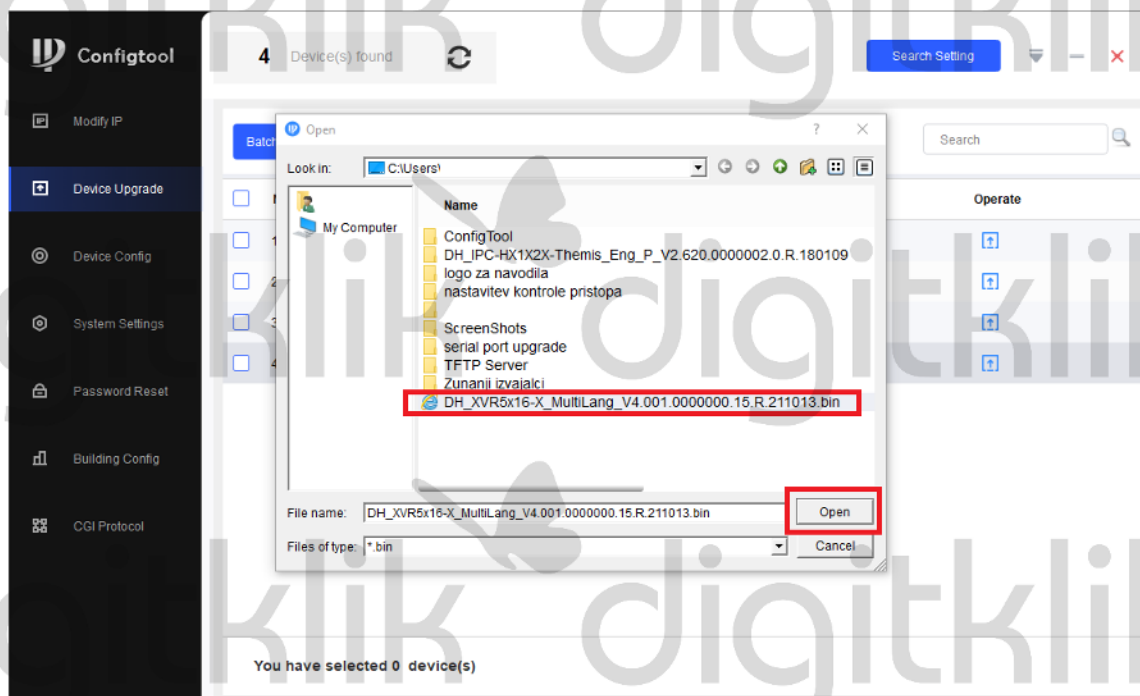 Configtool
4 Device(s) found
Search Setting
Modify IP
Device Upgrade
Device Config
System Settings
Password Reset
Building Config
CGI Protocol
Batch
Search
Operate
1
2
3
4
Open
Look in: C:\Users\
My Computer
Name
ConfigTool
DH_IPC-HX1X2X-Themis_Eng_P_V2.620.0000002.0.R.180109
logo za navodila
nastavitev kontrole pristopa
ScreenShots
serial port upgrade
TFTP Server
Zunanji izvajalci
DH_XVR5x16-X_MultiLang_V4.001.0000000.15.R.211013.bin
File name: DH_XVR5x16-X_MultiLang_V4.001.0000000.15.R.211013.bin
Open
Files of type: *.bin
Cancel
You have selected 0 device(s)
digitklik
digitklik
digitklik